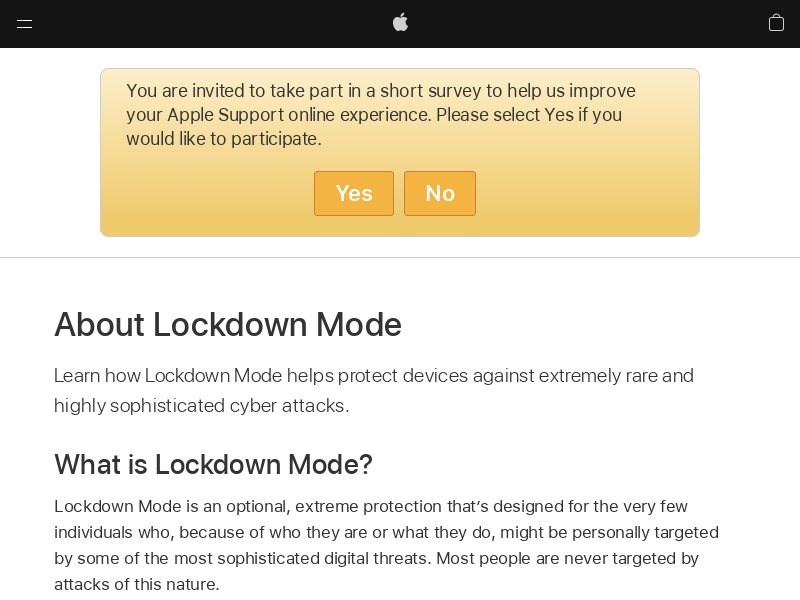 You are invited to take part in a short survey to help us improve
your Apple Support online experience. Please select Yes if you
would like to participate.
Yes No
About Lockdown Mode
Learn how Lockdown Mode helps protect devices against extremely rare and
highly sophisticated cyber attacks.
What is Lockdown Mode?
Lockdown Mode is an optional, extreme protection that’s designed for the very few
individuals who, because of who they are or what they do, might be personally targeted
by some of the most sophisticated digital threats. Most people are never targeted by
attacks of this nature.